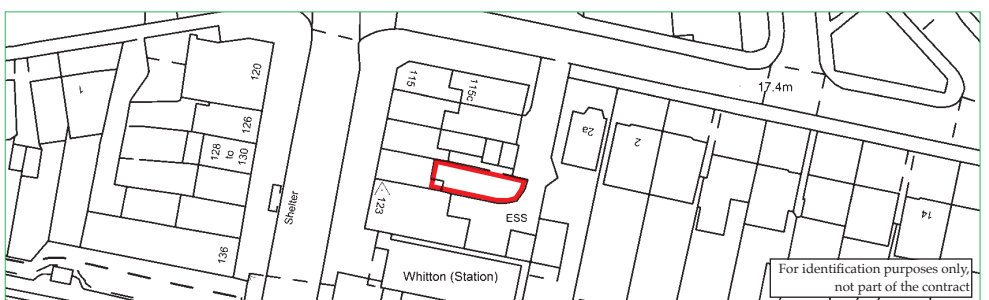 1
120
126
128
to
130
136
Shelter
115
115c
123
ESS
Whitton (Station)
2a
2
17.4m
14
For identification purposes only,
not part of the contract